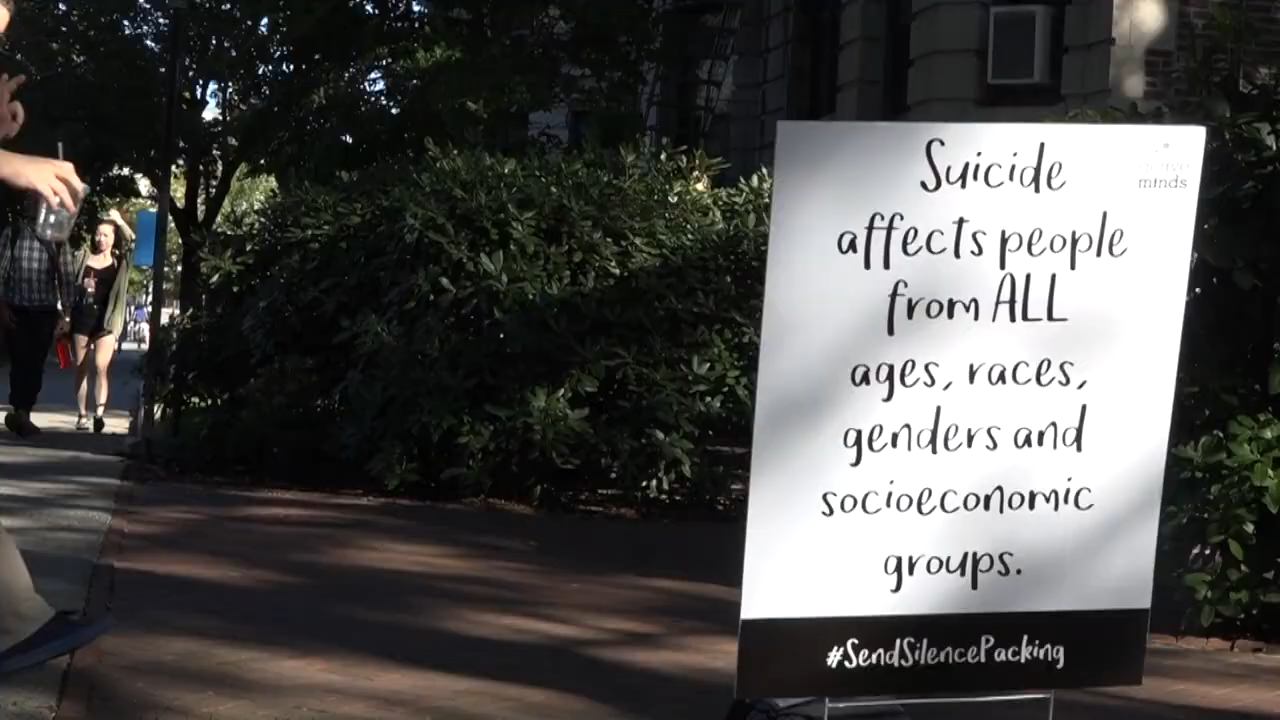 Suicide
affects people
from ALL
ages, races,
genders and
socioeconomic
groups.
#SendSilencePacking
minds